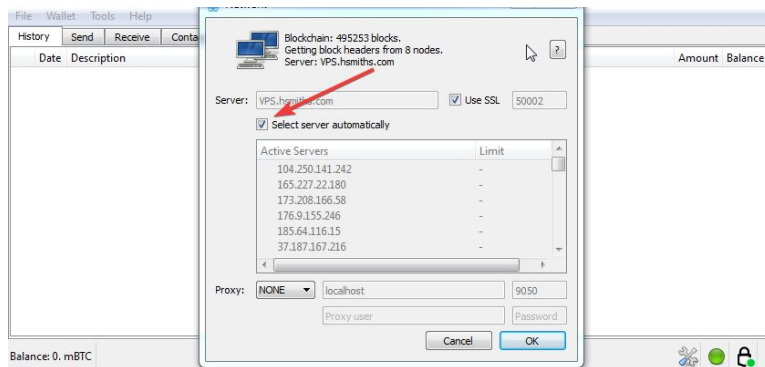 File Wallet Tools Help
History Send Receive Conta
Date Description Amount Balance
Network
Blockchain: 495253 blocks.
Getting block headers from 8 nodes.
Server: VPS.hsmiths.com
?
Server: VPS.hsmiths.com Use SSL 50002
Select server automatically
Active Servers Limit
104.250.141.242 -
165.227.22.180 -
173.208.166.58 -
176.9.155.246 -
185.64.116.15 -
37.187.167.216 -
Proxy: NONE localhost 9050
Proxy user Password
Cancel OK
Balance: 0. mBTC